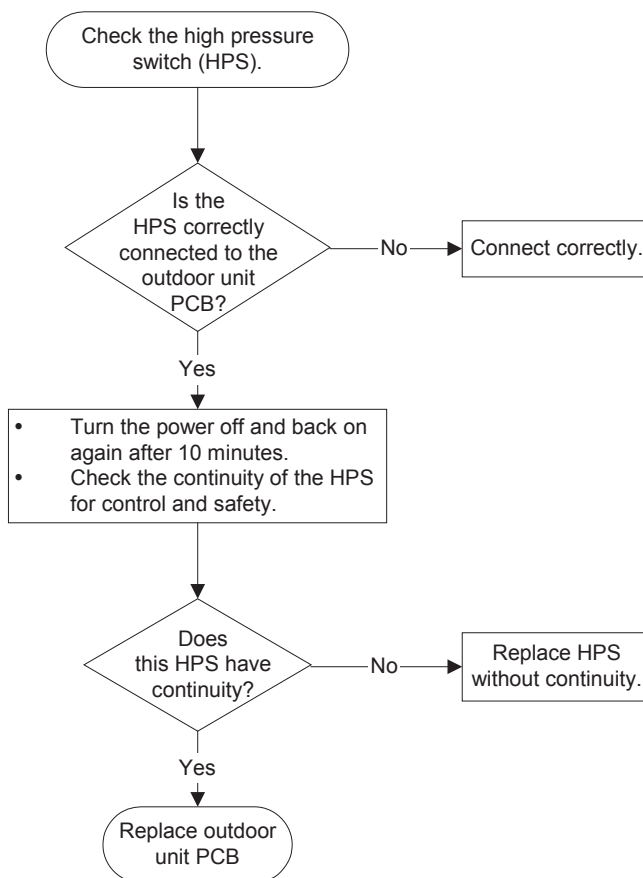 Check the high pressure
switch (HPS).
Is the
HPS correctly
connected to the
outdoor unit
PCB?
No
Connect correctly.
Yes
• Turn the power off and back on
again after 10 minutes.
• Check the continuity of the HPS
for control and safety.
Does
this HPS have
continuity?
No
Replace HPS
without continuity.
Yes
Replace outdoor
unit PCB